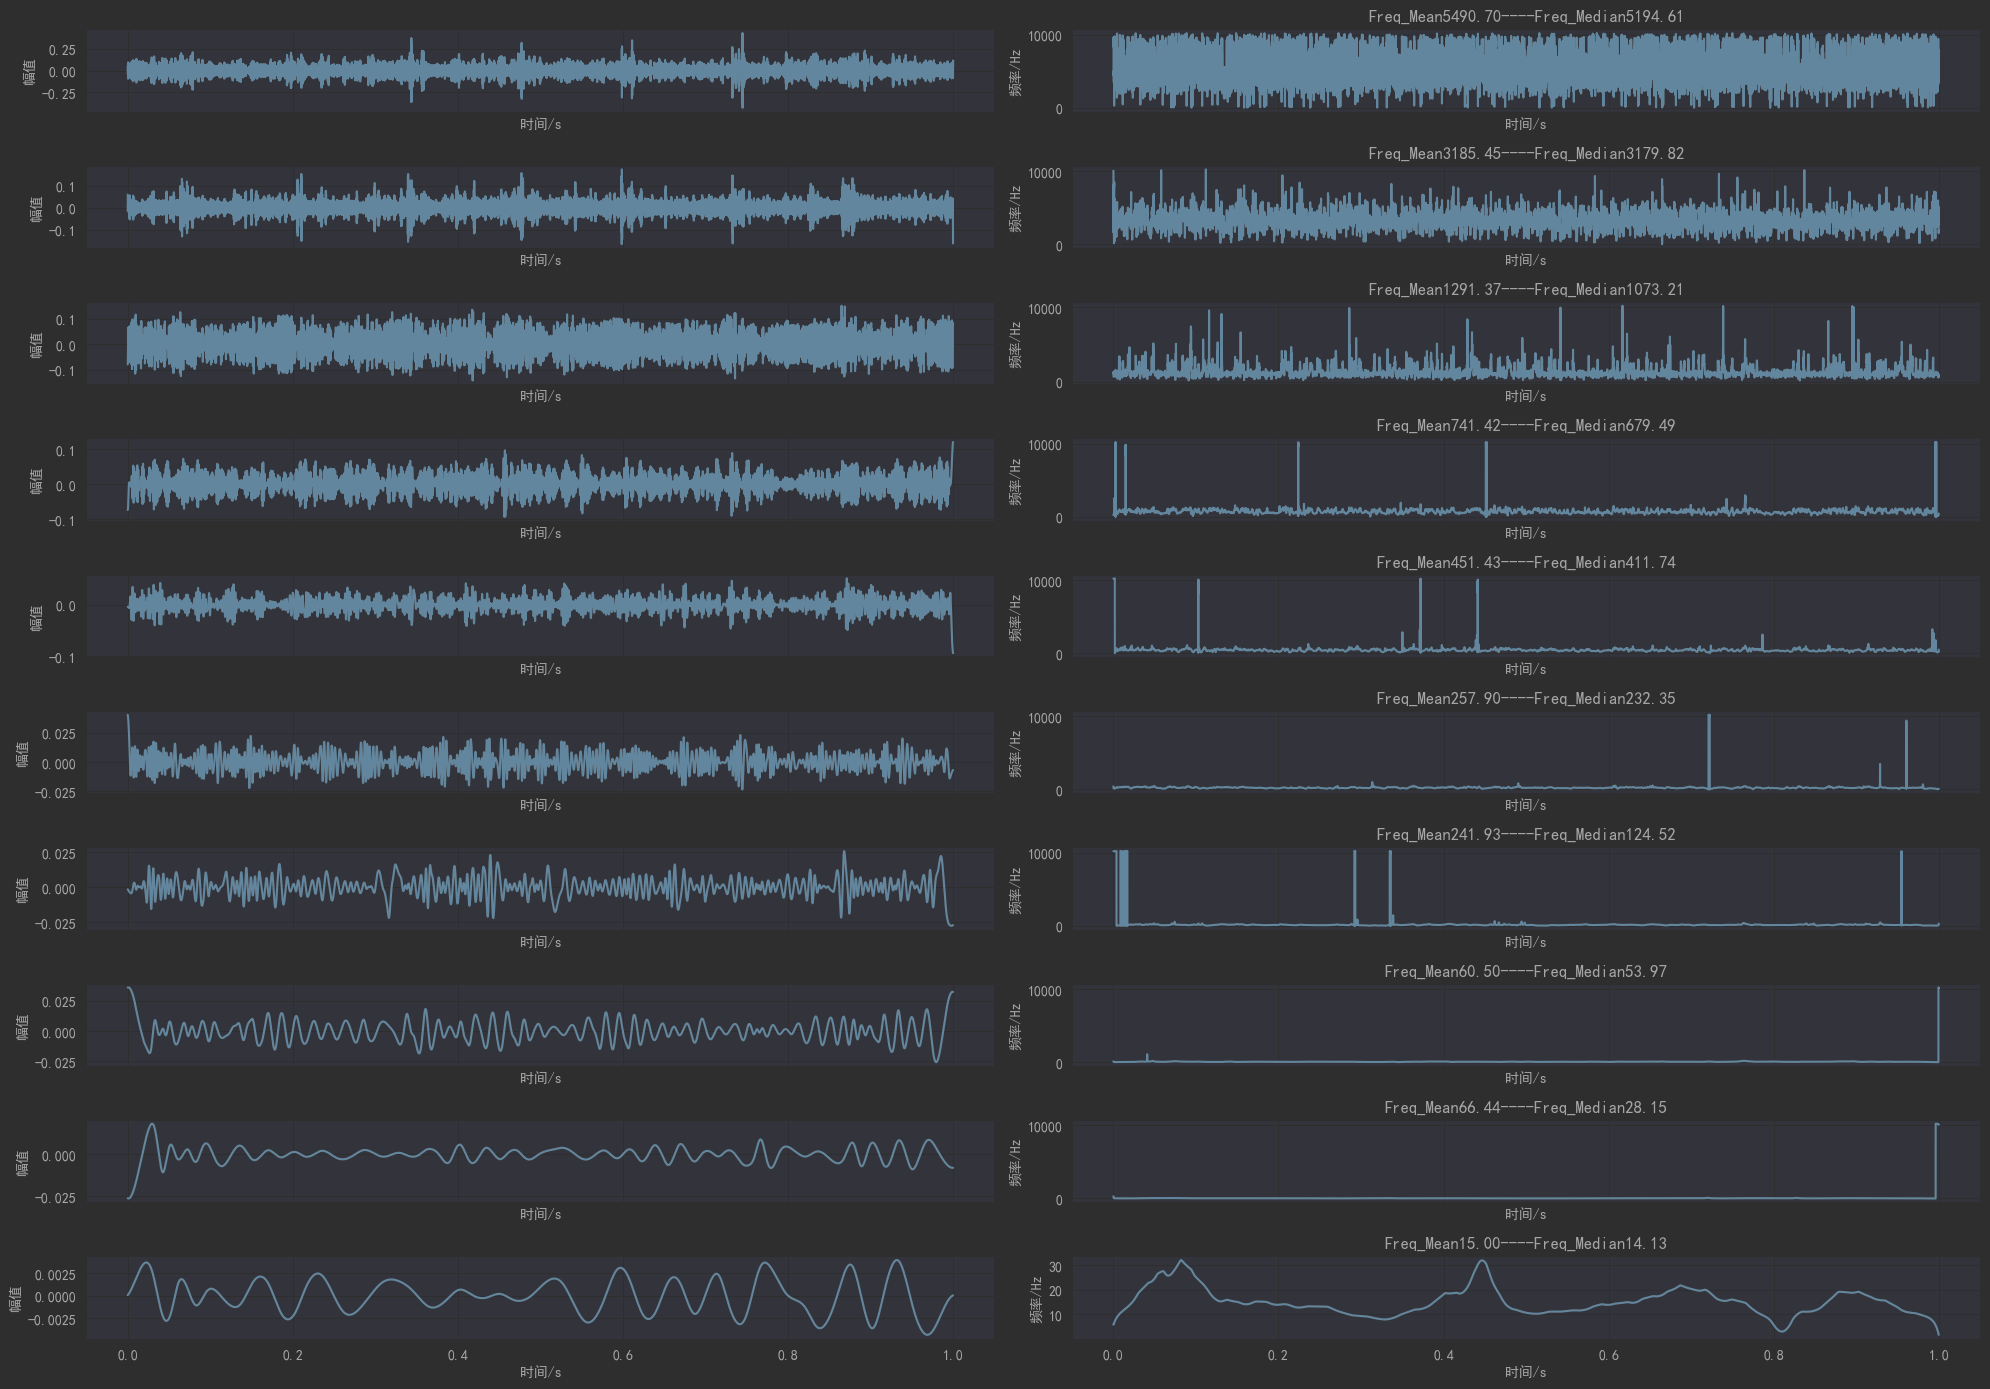 Freq_Mean5490.70----Freq_Median5194.61
幅值
0.25
0.00
-0.25
时间/s
频率/Hz
10000
0
时间/s
Freq_Mean3185.45----Freq_Median3179.82
幅值
0.1
0.0
-0.1
时间/s
频率/Hz
10000
0
时间/s
Freq_Mean1291.37----Freq_Median1073.21
幅值
0.1
0.0
-0.1
时间/s
频率/Hz
10000
0
时间/s
Freq_Mean741.42----Freq_Median679.49
幅值
0.1
0.0
-0.1
时间/s
频率/Hz
10000
0
时间/s
Freq_Mean451.43----Freq_Median411.74
幅值
0.0
-0.1
时间/s
频率/Hz
10000
0
时间/s
Freq_Mean257.90----Freq_Median232.35
幅值
0.025
0.000
-0.025
时间/s
频率/Hz
10000
0
时间/s
Freq_Mean241.93----Freq_Median124.52
幅值
0.025
0.000
-0.025
时间/s
频率/Hz
10000
0
时间/s
Freq_Mean60.50----Freq_Median53.97
幅值
0.025
0.000
-0.025
时间/s
频率/Hz
10000
0
时间/s
Freq_Mean66.44----Freq_Median28.15
幅值
0.000
-0.025
时间/s
频率/Hz
10000
0
时间/s
Freq_Mean15.00----Freq_Median14.13
幅值
0.0025
0.0000
-0.0025
0.0 0.2 0.4 0.6 0.8 1.0
时间/s
频率/Hz
30
20
10
0.0 0.2 0.4 0.6 0.8 1.0
时间/s